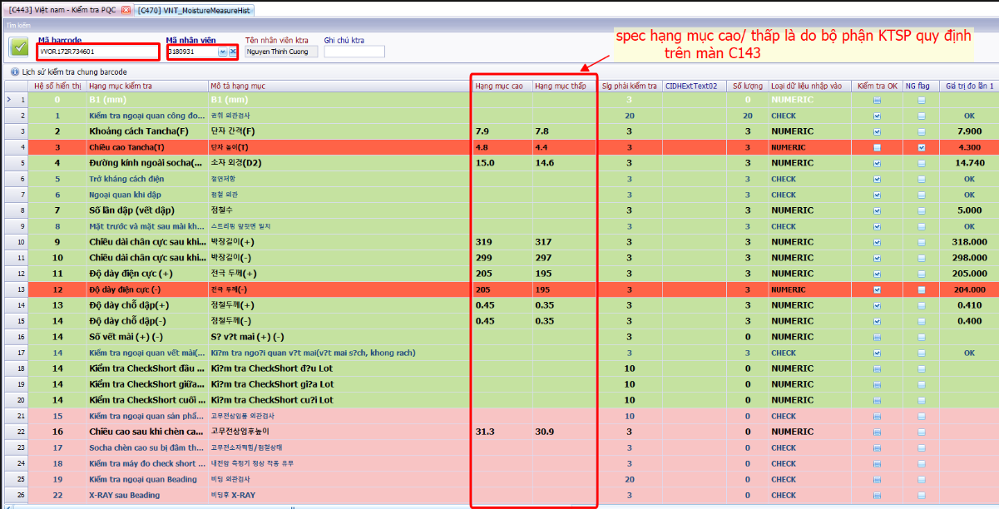 [C443] Việt nam - Kiểm tra PQC [C470] VNT_MoistureMeasureHist
Tìm kiếm
Mã barcode Mã nhân viên Tên nhân viên ktra Ghi chú ktra
VVOR172R734601 3180931 Nguyen Thinh Cuong
spec hạng mục cao/ thấp là do bộ phận KTSP quy định
trên màn C143
Lịch sử kiểm tra chung barcode
Hệ số hiển thị Hạng mục kiểm tra Mô tả hạng mục Hạng mục cao Hạng mục thấp Slg phải kiểm tra CIDHExtText02 Số lượng Loại dữ liệu nhập vào Kiểm tra OK NG flag Giá trị đo lần 1
1 0 B1 (mm) B1 (mm) 3 0 NUMERIC
2 1 Kiểm tra ngoại quan công đo... 권취 외관검사 20 20 CHECK OK
3 2 Khoảng cách Tancha(F) 단자 간격(F) 7.9 7.8 3 3 NUMERIC 7.900
4 3 Chiều cao Tancha(T) 단자 높이(T) 4.8 4.4 3 3 NUMERIC 4.300
5 4 Đường kính ngoài socha(... 소자 외경(D2) 15.0 14.6 3 3 NUMERIC 14.740
6 5 Trở kháng cách điện 절연저항 3 3 CHECK OK
7 6 Ngoại quan khi dập 점철 외관 3 3 CHECK OK
8 7 Số lần dập (vết dập) 점철수 3 3 NUMERIC 5.000
9 8 Mặt trước và mặt sau mài kh... 스트리핑 앞뒷면 일치 3 3 CHECK OK
10 9 Chiều dài chân cực sau khi... 박장길이(+) 319 317 3 3 NUMERIC 318.000
11 10 Chiều dài chân cực sau khi... 박장길이(-) 299 297 3 3 NUMERIC 298.000
12 11 Độ dày điện cực (+) 전극 두께(+) 205 195 3 3 NUMERIC 205.000
13 12 Độ dày điện cực (-) 전극 두께(-) 205 195 3 3 NUMERIC 204.000
14 13 Độ dày chỗ dập(+) 점철두께(+) 0.45 0.35 3 3 NUMERIC 0.410
15 14 Độ dày chỗ dập(-) 점철두께(-) 0.45 0.35 3 3 NUMERIC 0.400
16 14 Số vết mài (+) (-) S? v?t mai (+) (-) 3 0 NUMERIC
17 14 Kiểm tra ngoại quan vết mài(... Ki?m tra ngo?i quan v?t mai(v?t mai s?ch, khong rach) 3 3 CHECK OK
18 14 Kiểm tra CheckShort đầu ... Ki?m tra CheckShort đ?u Lot 10 0 NUMERIC
19 14 Kiểm tra CheckShort giữa... Ki?m tra CheckShort gi?a Lot 10 0 NUMERIC
20 14 Kiểm tra CheckShort cuối ... Ki?m tra CheckShort cu?i Lot 10 0 NUMERIC
21 15 Kiểm tra ngoại quan sản phẩ... 고무전삽입품 외관검사 10 0 CHECK
22 16 Chiều cao sau khi chèn ca... 고무전삽입후높이 31.3 30.9 3 0 NUMERIC
23 17 Socha chèn cao su bị đâm th... 고무전소자찍힘/점철상태 3 0 CHECK
24 18 Kiểm tra máy đo check short ... 내전압 측정기 정상 작동 유무 3 0 CHECK
25 19 Kiểm tra ngoại quan Beading 비딩 외관검사 20 0 CHECK
26 22 X-RAY sau Beading 비딩후 X-RAY 3 0 CHECK